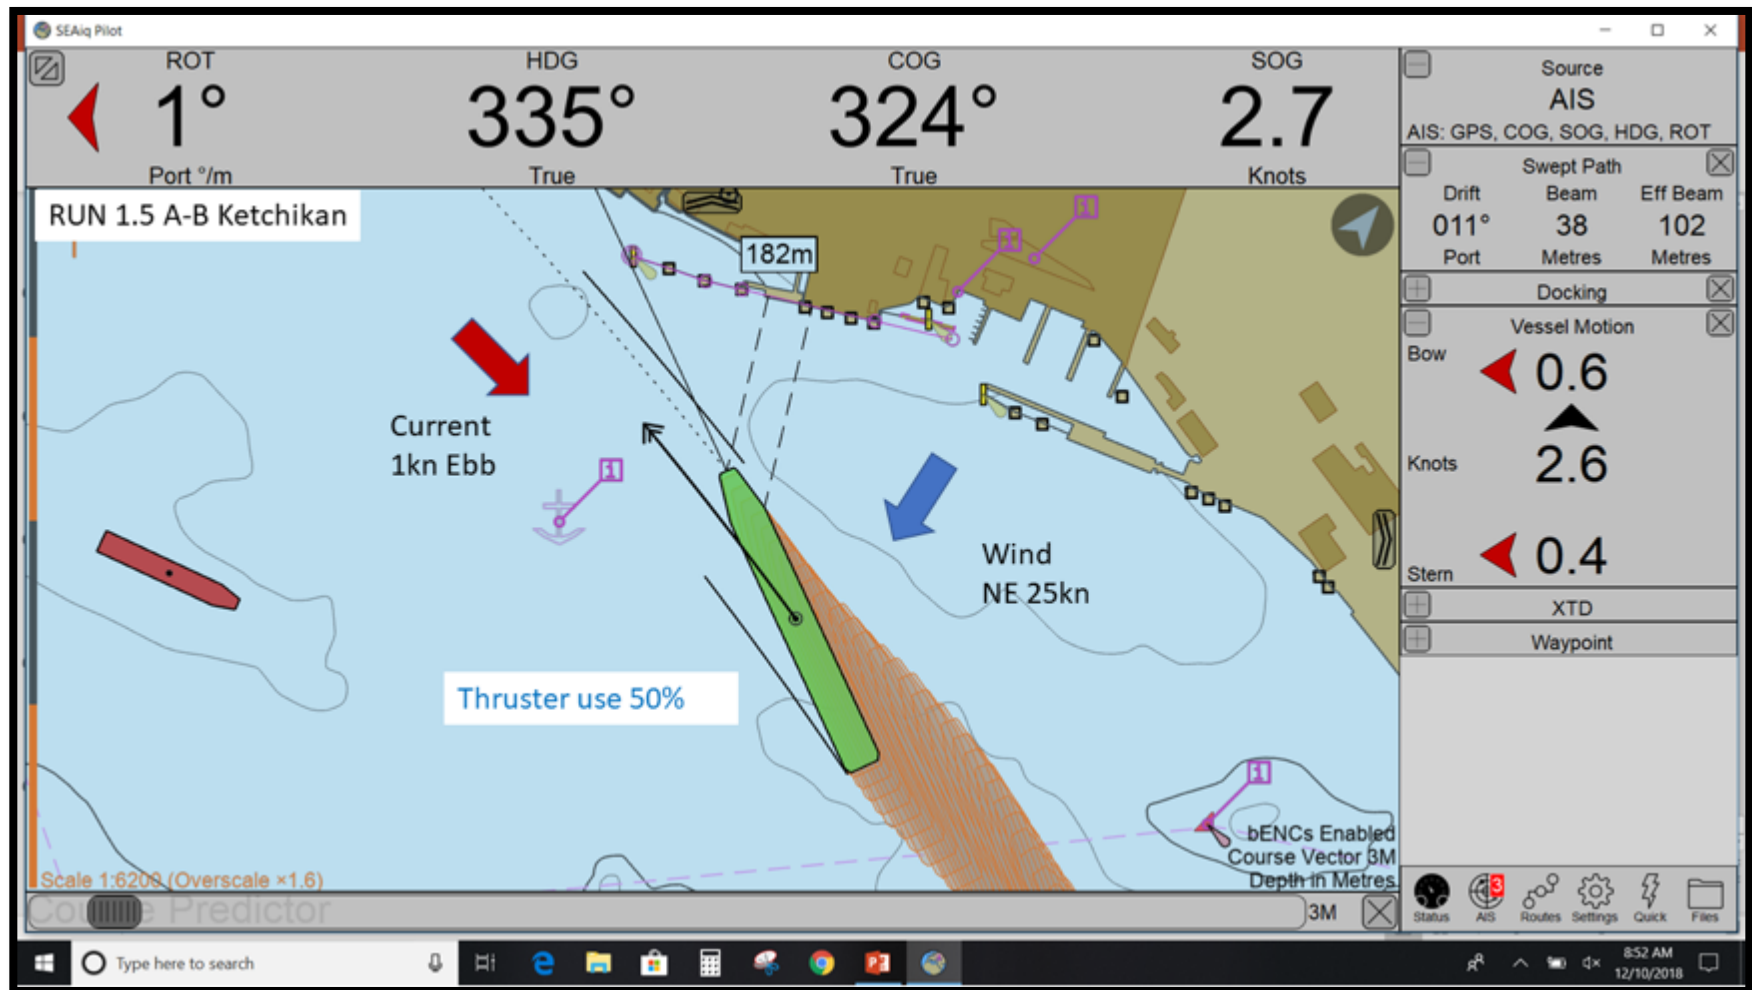 SEAiq Pilot
ROT
1°
Port °/m
HDG
335°
True
COG
324°
True
SOG
2.7
Knots
Source
AIS
AIS: GPS, COG, SOG, HDG, ROT
Swept Path
Drift Beam Eff Beam
011° 38 102
Port Metres Metres
Docking
Vessel Motion
Bow 0.6
Knots 2.6
Stern 0.4
XTD
Waypoint
RUN 1.5 A-B Ketchikan
182m
1
1
Current
1kn Ebb
1
Wind
NE 25kn
Thruster use 50%
1
bENCs Enabled
Course Vector 3M
Depth in Metres
Scale 1:6200 (Overscale ×1.6)
Course Predictor
3M
3
Status AIS Routes Settings Quick Files
Type here to search
8:52 AM
12/10/2018